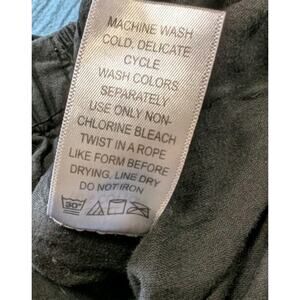 MACHINE WASH
COLD, DELICATE
CYCLE
WASH COLORS
SEPARATELY
USE ONLY NON-
CHLORINE BLEACH
TWIST IN A ROPE
LIKE FORM BEFORE
DRYING, LINE DRY
DO NOT IRON
30°